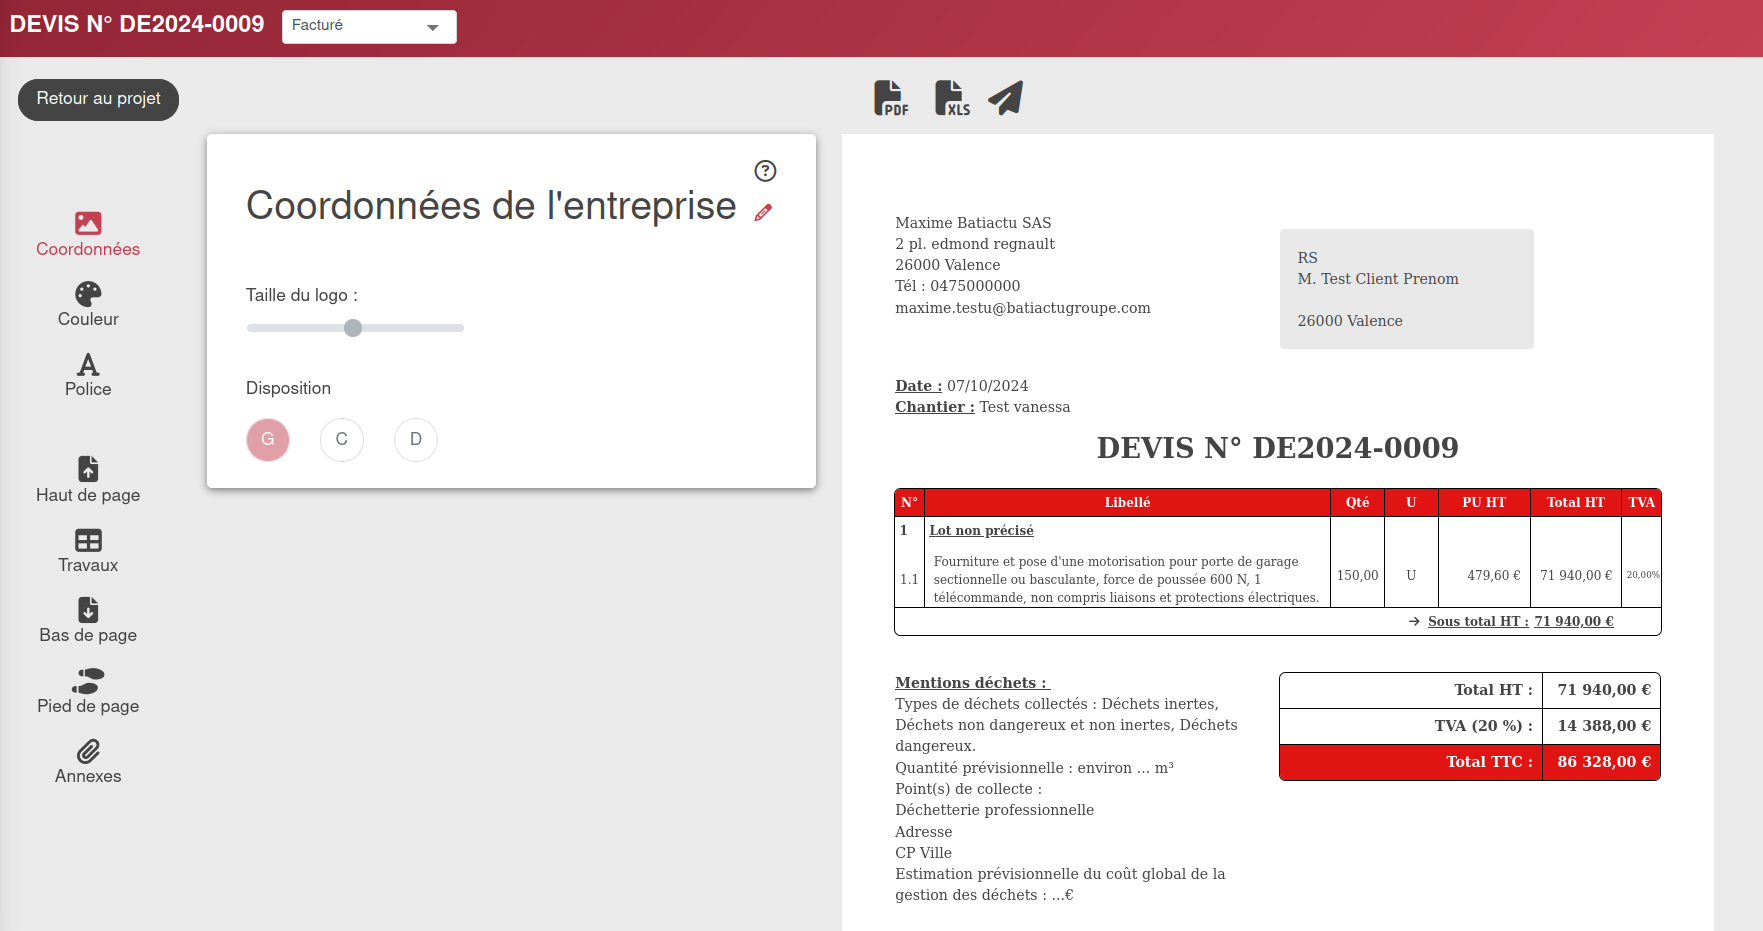 DEVIS N° DE2024-0009
Facturé
Retour au projet
PDF
XLS
Coordonnées
Couleur
Police
Haut de page
Travaux
Bas de page
Pied de page
Annexes
?
Coordonnées de l'entreprise
Taille du logo :
Disposition
G C D
Maxime Batiactu SAS
2 pl. edmond regnault
26000 Valence
Tél : 0475000000
maxime.testu@batiactugroupe.com
RS
M. Test Client Prenom
26000 Valence
Date : 07/10/2024
Chantier : Test vanessa
DEVIS N° DE2024-0009
N° Libellé Qté U PU HT Total HT TVA
1 Lot non précisé
Fourniture et pose d'une motorisation pour porte de garage
1.1 sectionnelle ou basculante, force de poussée 600 N, 1 150,00 U 479,60 € 71 940,00 € 20,00%
télécommande, non compris liaisons et protections électriques.
→ Sous total HT : 71 940,00 €
Mentions déchets :
Types de déchets collectés : Déchets inertes,
Déchets non dangereux et non inertes, Déchets
dangereux.
Quantité prévisionnelle : environ ... m³
Point(s) de collecte :
Déchetterie professionnelle
Adresse
CP Ville
Estimation prévisionnelle du coût global de la
gestion des déchets : ...€
Total HT : 71 940,00 €
TVA (20 %) : 14 388,00 €
Total TTC : 86 328,00 €